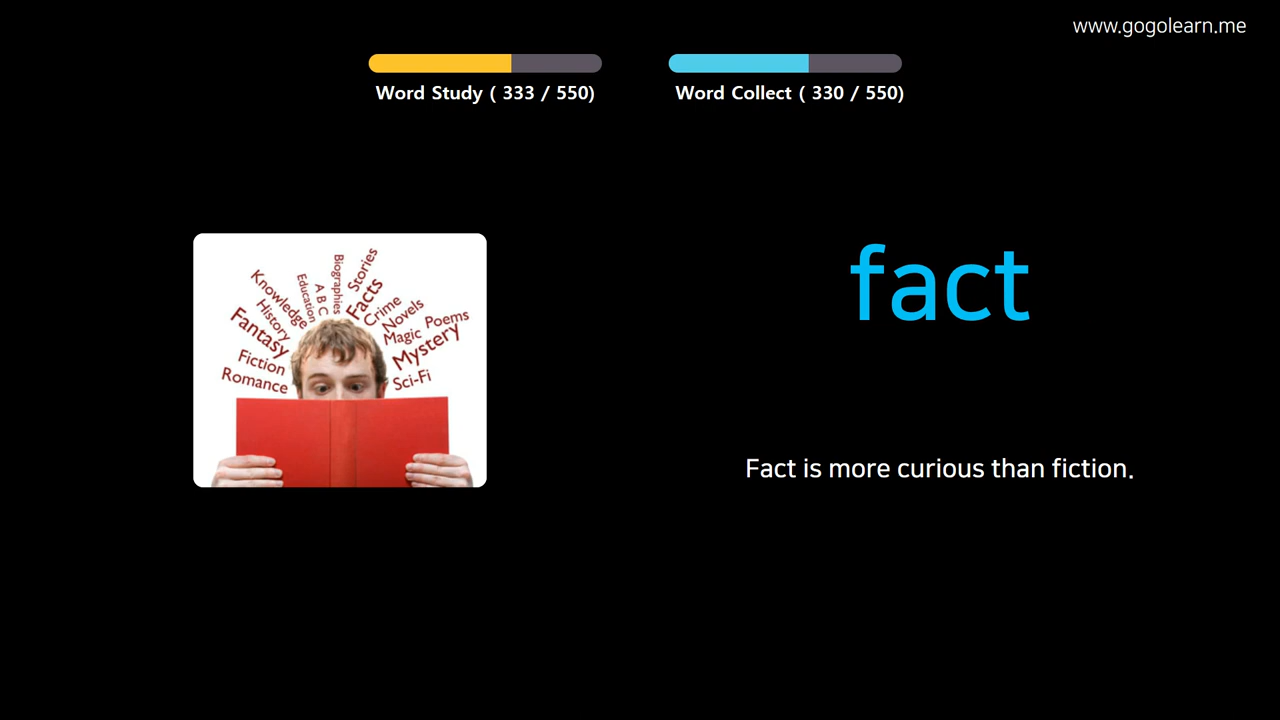 www.gogolearn.me
Word Study ( 333 / 550)
Word Collect ( 330 / 550)
Stories
Biographies
Facts
A B C
Education
Knowledge
Crime
Novels
History
Poems
Magic
Fantasy
Mystery
Fiction
Sci-Fi
Romance
fact
Fact is more curious than fiction.